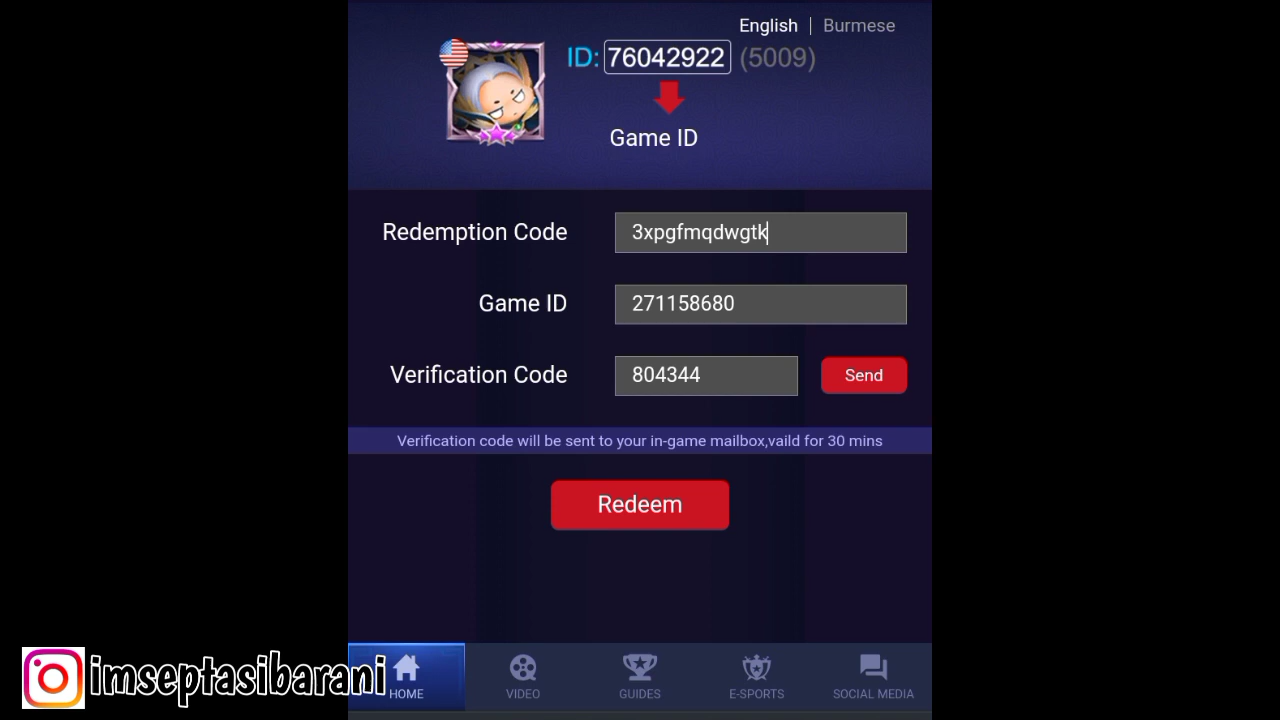 English | Burmese
ID: 76042922 (5009)
Game ID
Redemption Code 3xpgfmqdwgtk
Game ID 271158680
Verification Code 804344 Send
Verification code will be sent to your in-game mailbox,vaild for 30 mins
Redeem
imseptasibarani
HOME VIDEO GUIDES E-SPORTS SOCIAL MEDIA